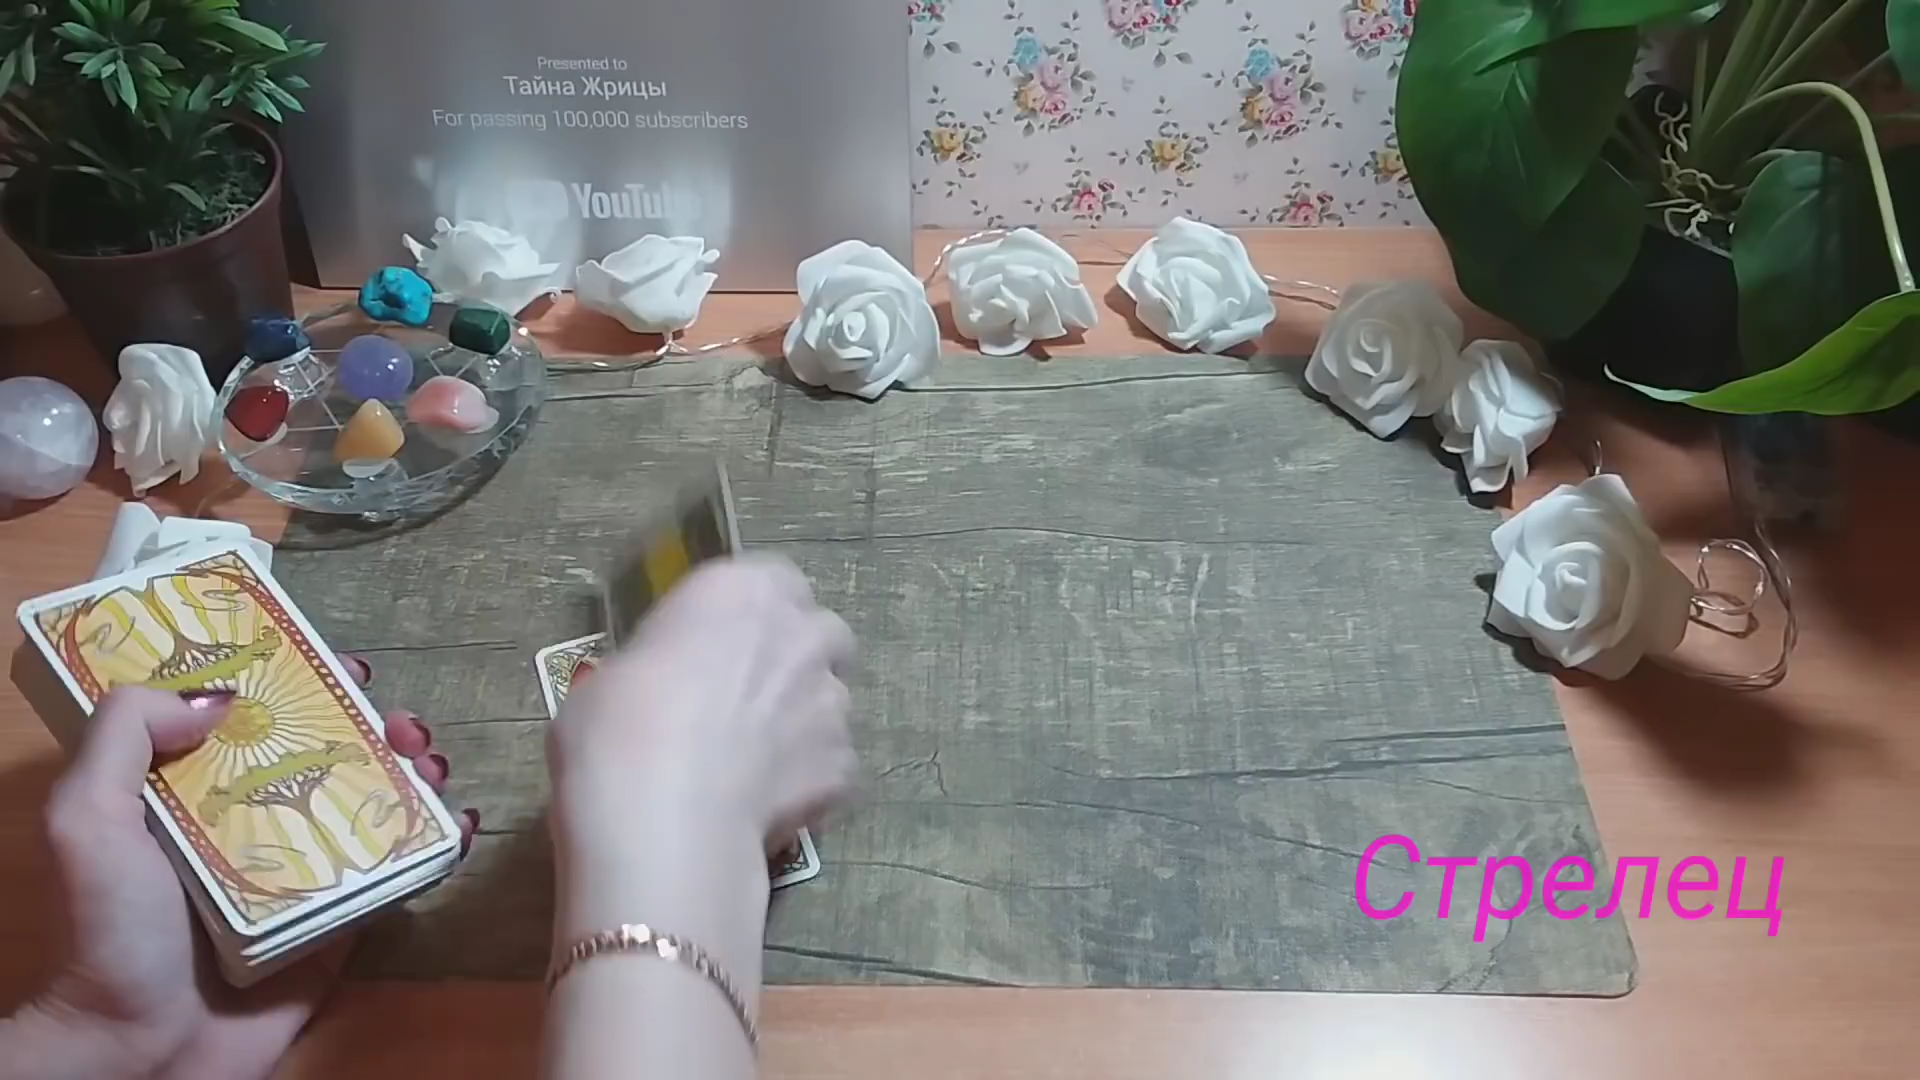 Presented to
Тайна Жрицы
For passing 100,000 subscribers
YouTube
Стрелец